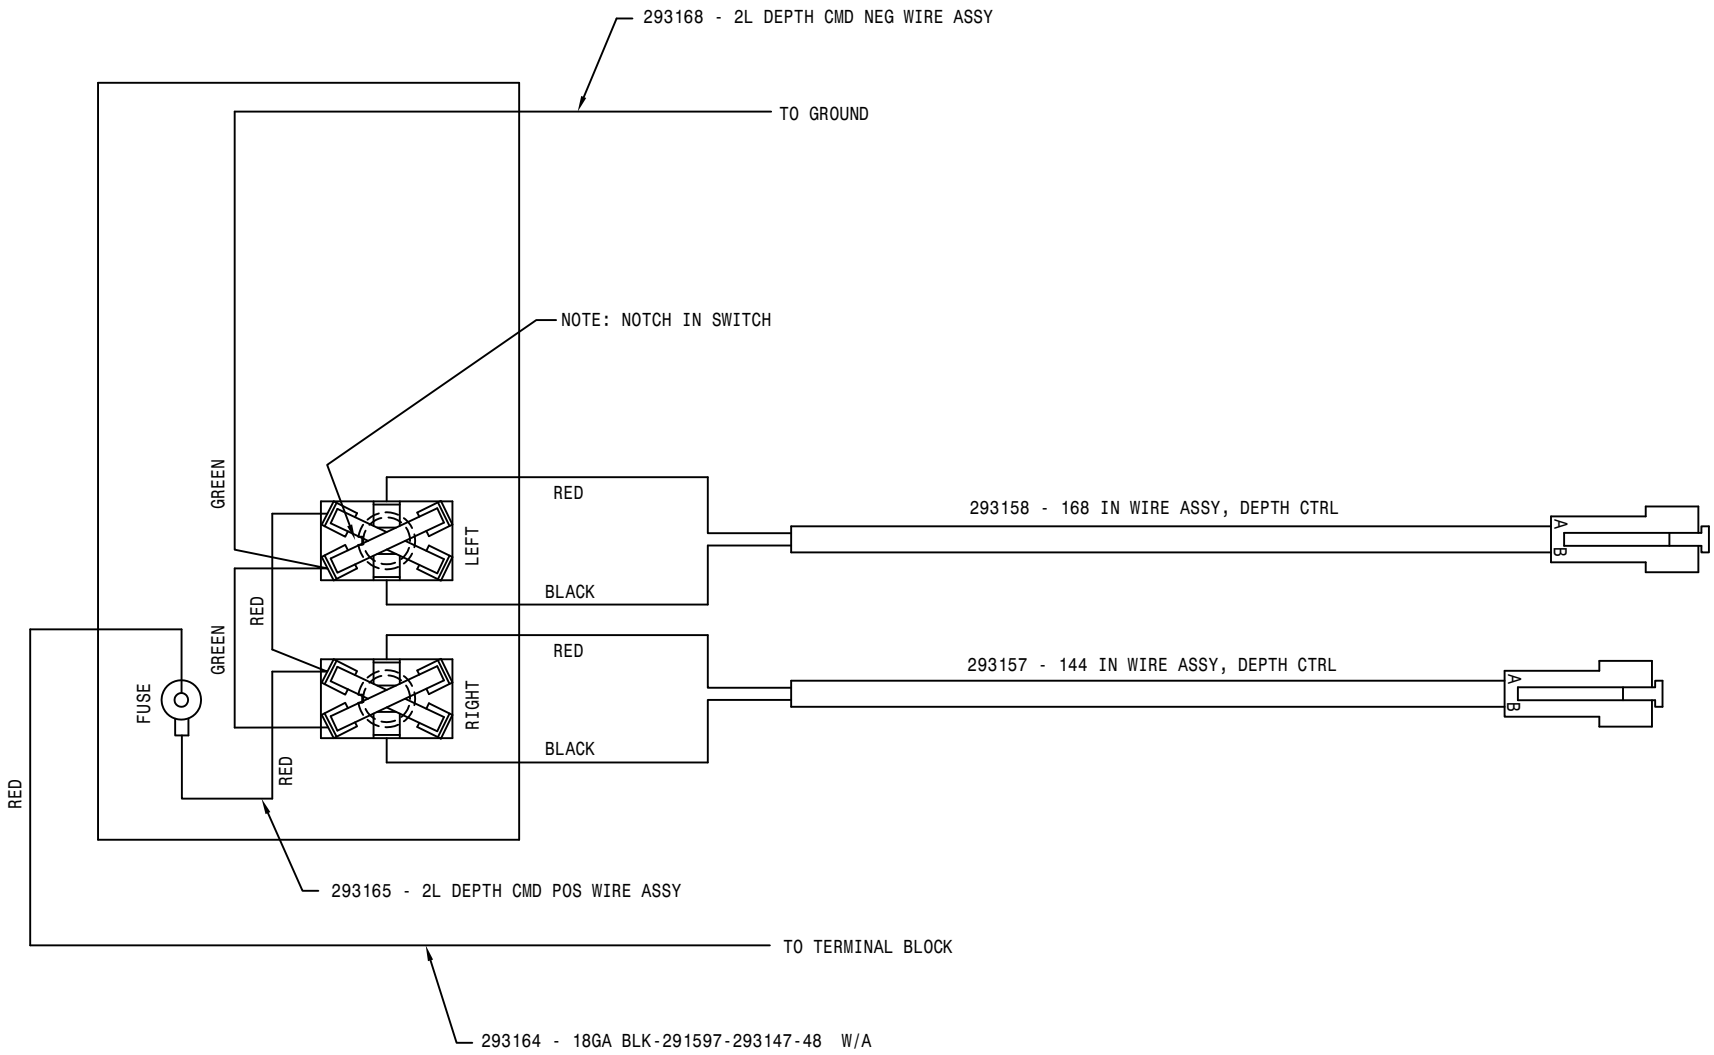 293168 - 2L DEPTH CMD NEG WIRE ASSY
TO GROUND
NOTE: NOTCH IN SWITCH
GREEN
RED
LEFT
293158 - 168 IN WIRE ASSY, DEPTH CTRL
A
B
BLACK
RED
GREEN
RED
293157 - 144 IN WIRE ASSY, DEPTH CTRL
A
B
FUSE
RIGHT
BLACK
RED
RED
293165 - 2L DEPTH CMD POS WIRE ASSY
TO TERMINAL BLOCK
293164 - 18GA BLK-291597-293147-48 W/A